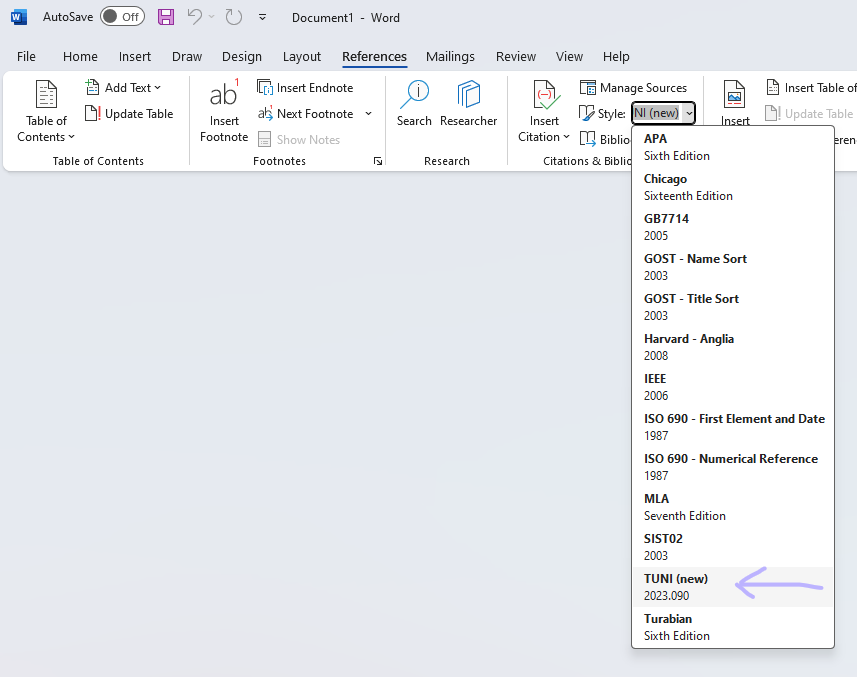 AutoSave Off Document1 - Word
File Home Insert Draw Design Layout References Mailings Review View Help
Table of Contents
Add Text
Update Table
Table of Contents
ab1
Insert Footnote
Insert Endnote
ab Next Footnote
Show Notes
Footnotes
Search
Researcher
Research
Insert Citation
Manage Sources
Style: NI (new)
Biblio
Citations & Biblio
Insert
Insert Table of
Update Table
APA
Sixth Edition
Chicago
Sixteenth Edition
GB7714
2005
GOST - Name Sort
2003
GOST - Title Sort
2003
Harvard - Anglia
2008
IEEE
2006
ISO 690 - First Element and Date
1987
ISO 690 - Numerical Reference
1987
MLA
Seventh Edition
SIST02
2003
TUNI (new)
2023.090
Turabian
Sixth Edition